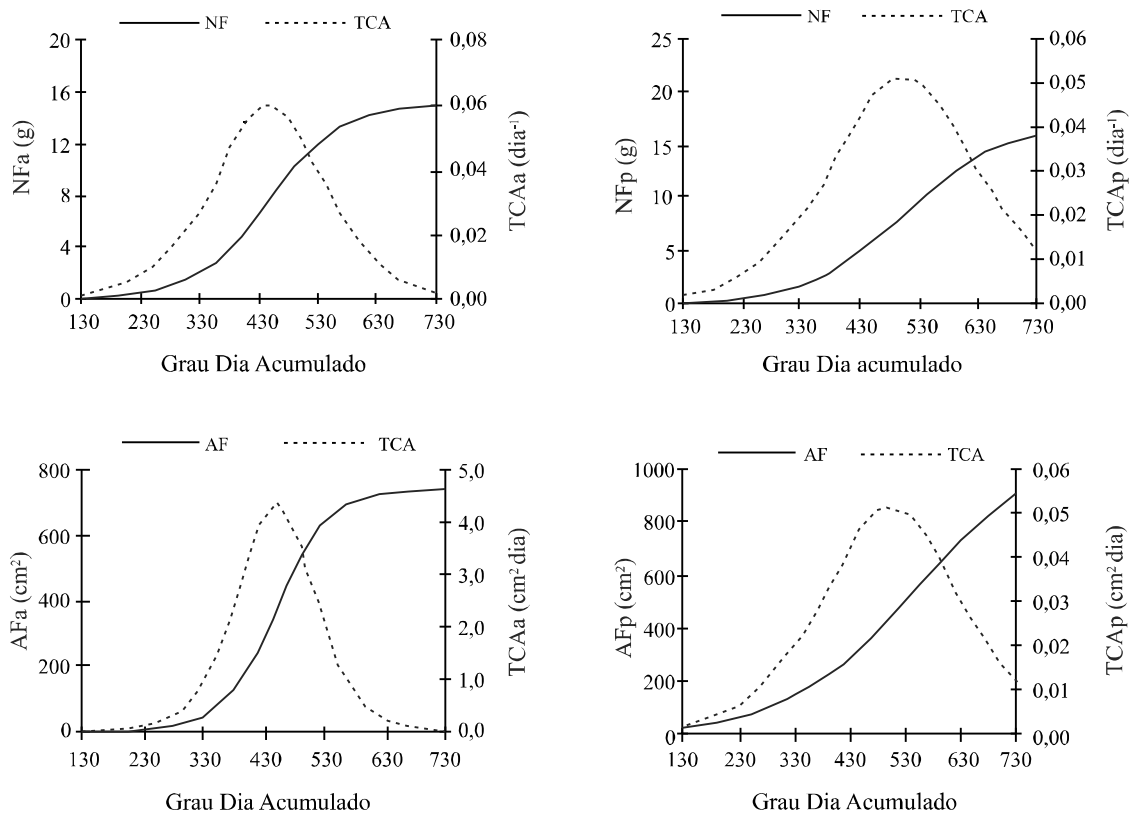 NF TCA
NFa (g)
20
16
12
8
4
0
0,08
0,06
0,04
0,02
0,00
TCAa (dia⁻¹)
130 230 330 430 530 630 730
Grau Dia Acumulado
NF TCA
NFp (g)
25
20
15
10
5
0
0,06
0,05
0,04
0,03
0,02
0,01
0,00
TCAp (dia⁻¹)
130 230 330 430 530 630 730
Grau Dia acumulado
AF TCA
AFa (cm²)
800
600
400
200
0
5,0
4,0
3,0
2,0
1,0
0,0
TCAa (cm² dia)
130 230 330 430 530 630 730
Grau Dia Acumulado
AF TCA
AFp (cm²)
1000
800
600
400
200
0
0,06
0,05
0,04
0,03
0,02
0,01
0,00
TCAp (cm² dia)
130 230 330 430 530 630 730
Grau Dia Acumulado